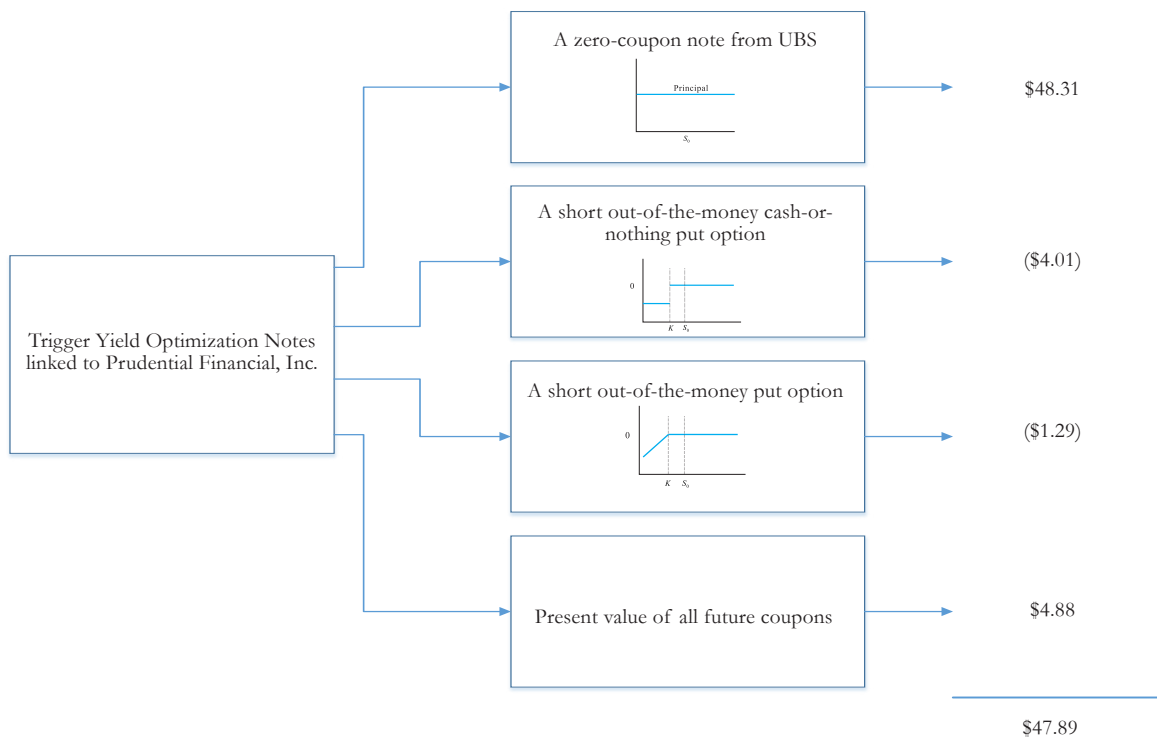 A zero-coupon note from UBS
Principal
S₀
$48.31
A short out-of-the-money cash-or-
nothing put option
0
K S₀
($4.01)
Trigger Yield Optimization Notes
linked to Prudential Financial, Inc.
A short out-of-the-money put option
0
K S₀
($1.29)
Present value of all future coupons
$4.88
$47.89